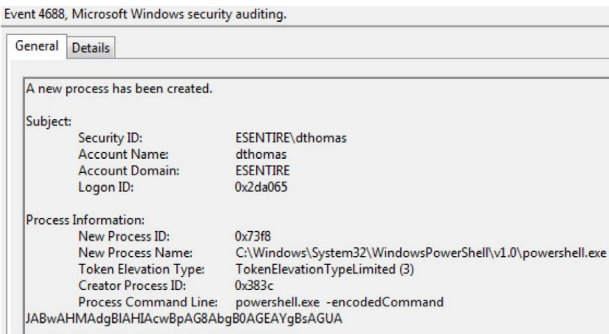 Event 4688, Microsoft Windows security auditing.
General Details
A new process has been created.
Subject:
Security ID: ESENTIRE\dthomas
Account Name: dthomas
Account Domain: ESENTIRE
Logon ID: 0x2da065
Process Information:
New Process ID: 0x73f8
New Process Name: C:\Windows\System32\WindowsPowerShell\v1.0\powershell.exe
Token Elevation Type: TokenElevationTypeLimited (3)
Creator Process ID: 0x383c
Process Command Line: powershell.exe -encodedCommand
JABwAHMAdgBlAHIAcwBpAG8AbgB0AGEAYgBsAGUA